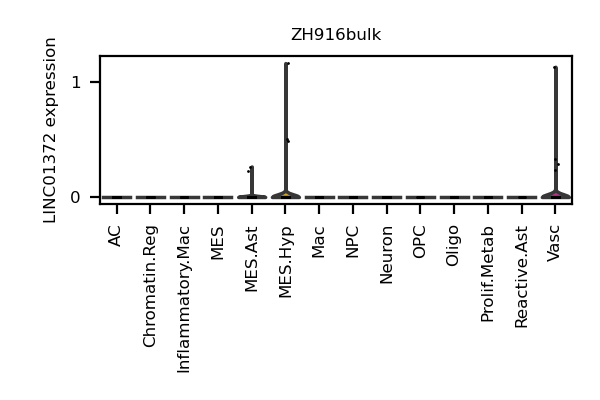 ZH916bulk
LINC01372 expression
1
0
AC
Chromatin.Reg
Inflammatory.Mac
MES
MES.Ast
MES.Hyp
Mac
NPC
Neuron
OPC
Oligo
Prolif.Metab
Reactive.Ast
Vasc